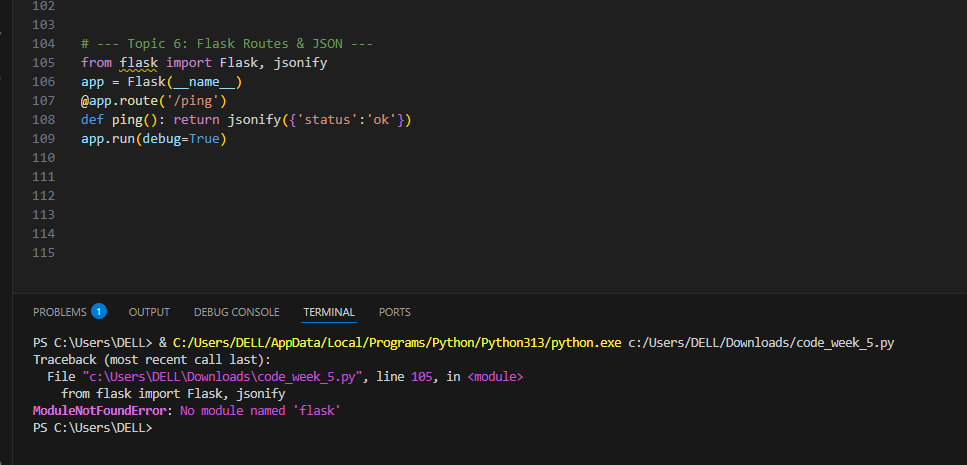 102
103
104 # --- Topic 6: Flask Routes & JSON ---
105 from flask import Flask, jsonify
106 app = Flask(__name__)
107 @app.route('/ping')
108 def ping(): return jsonify({'status':'ok'})
109 app.run(debug=True)
110
111
112
113
114
115
PROBLEMS 1 OUTPUT DEBUG CONSOLE TERMINAL PORTS
PS C:\Users\DELL> & C:/Users/DELL/AppData/Local/Programs/Python/Python313/python.exe c:/Users/DELL/Downloads/code_week_5.py
Traceback (most recent call last):
  File "c:\Users\DELL\Downloads\code_week_5.py", line 105, in <module>
    from flask import Flask, jsonify
ModuleNotFoundError: No module named 'flask'
PS C:\Users\DELL>